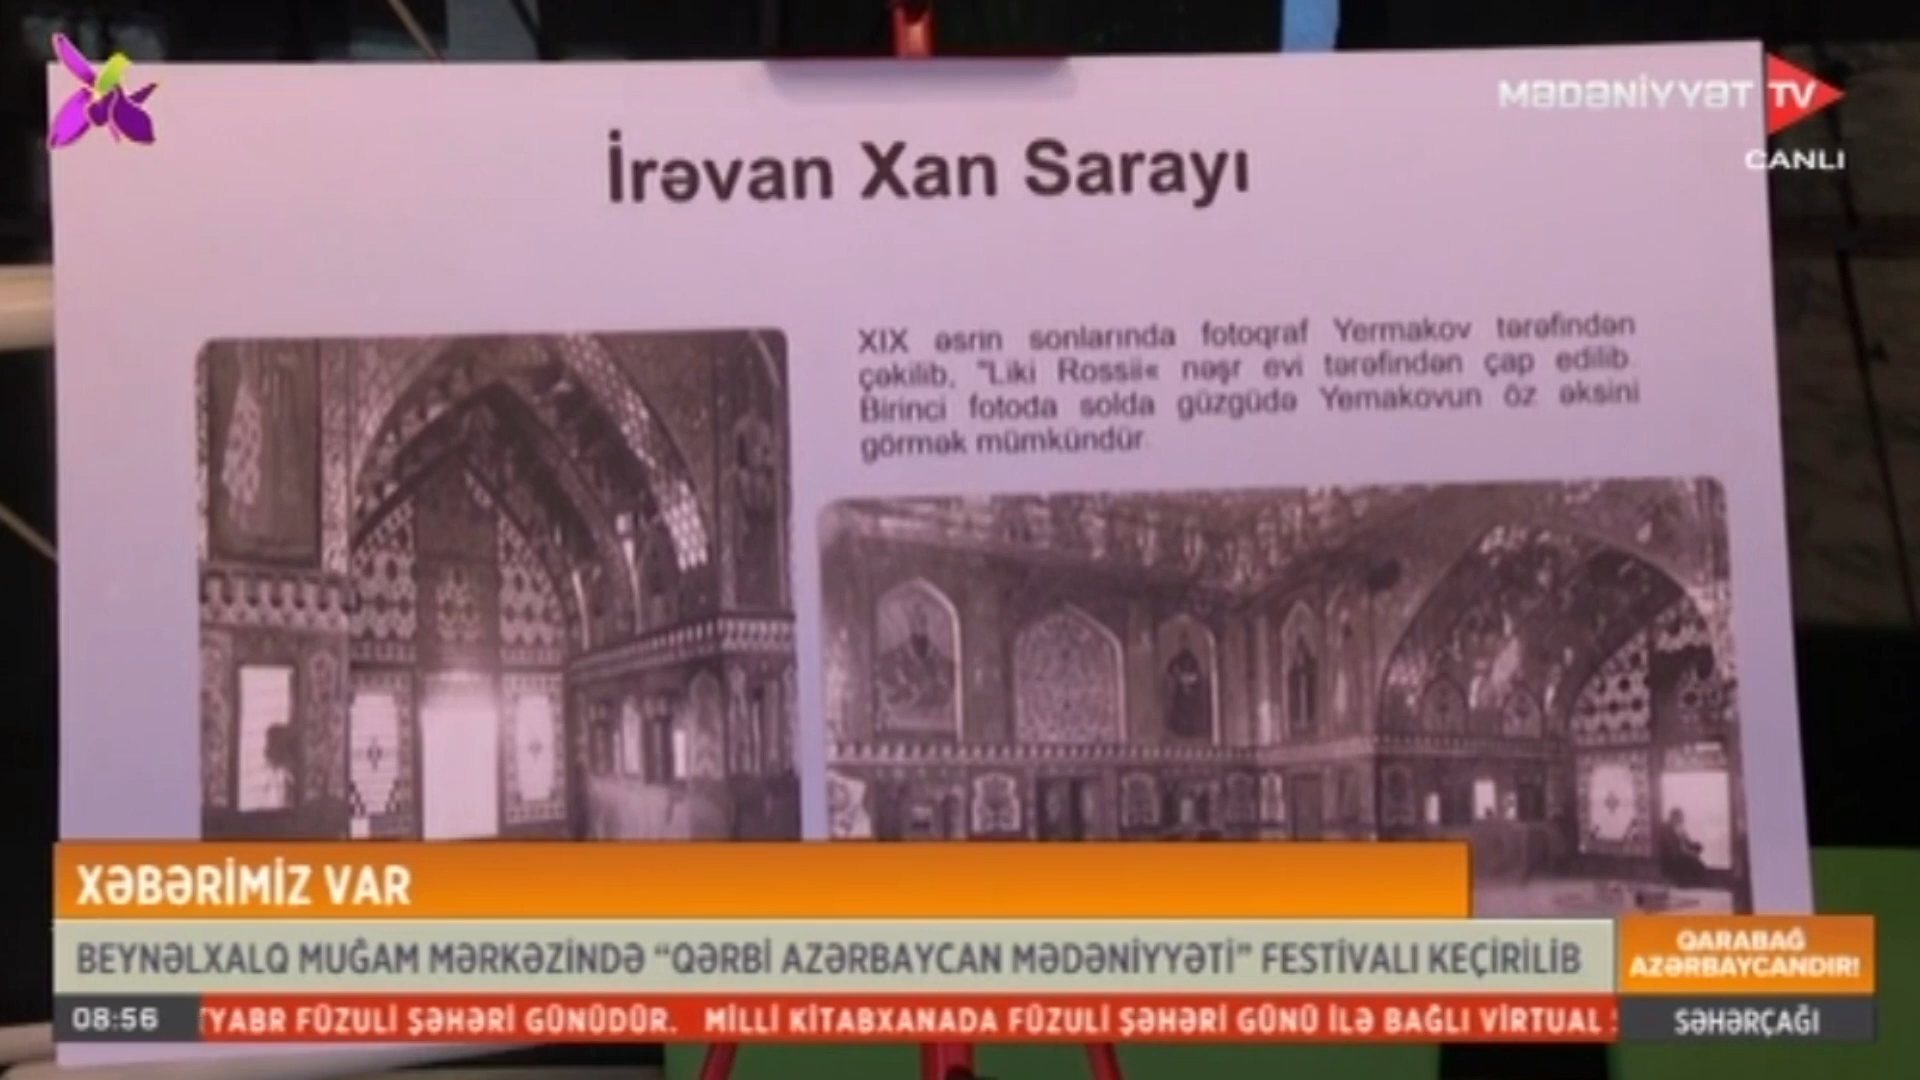 MƏDƏNİYYƏT TV
CANLI
İrəvan Xan Sarayı
XIX əsrin sonlarında fotoqraf Yermakov tərəfindən
çəkilib, "Liki Rossii« nəşr evi tərəfindən çap edilib.
Birinci fotoda solda güzgüdə Yemakovun öz əksini
görmək mümkündür.
XƏBƏRİMİZ VAR
BEYNƏLXALQ MUĞAM MƏRKƏZİNDƏ “QƏRBİ AZƏRBAYCAN MƏDƏNİYYƏTİ” FESTİVALI KEÇİRİLİB
QARABAĞ
AZƏRBAYCANDIR!
08:56
TYABR FÜZULİ ŞƏHƏRİ GÜNÜDÜR. MİLLİ KİTABXANADA FÜZULİ ŞƏHƏRİ GÜNÜ İLƏ BAĞLI VİRTUAL
SƏHƏRÇAĞI